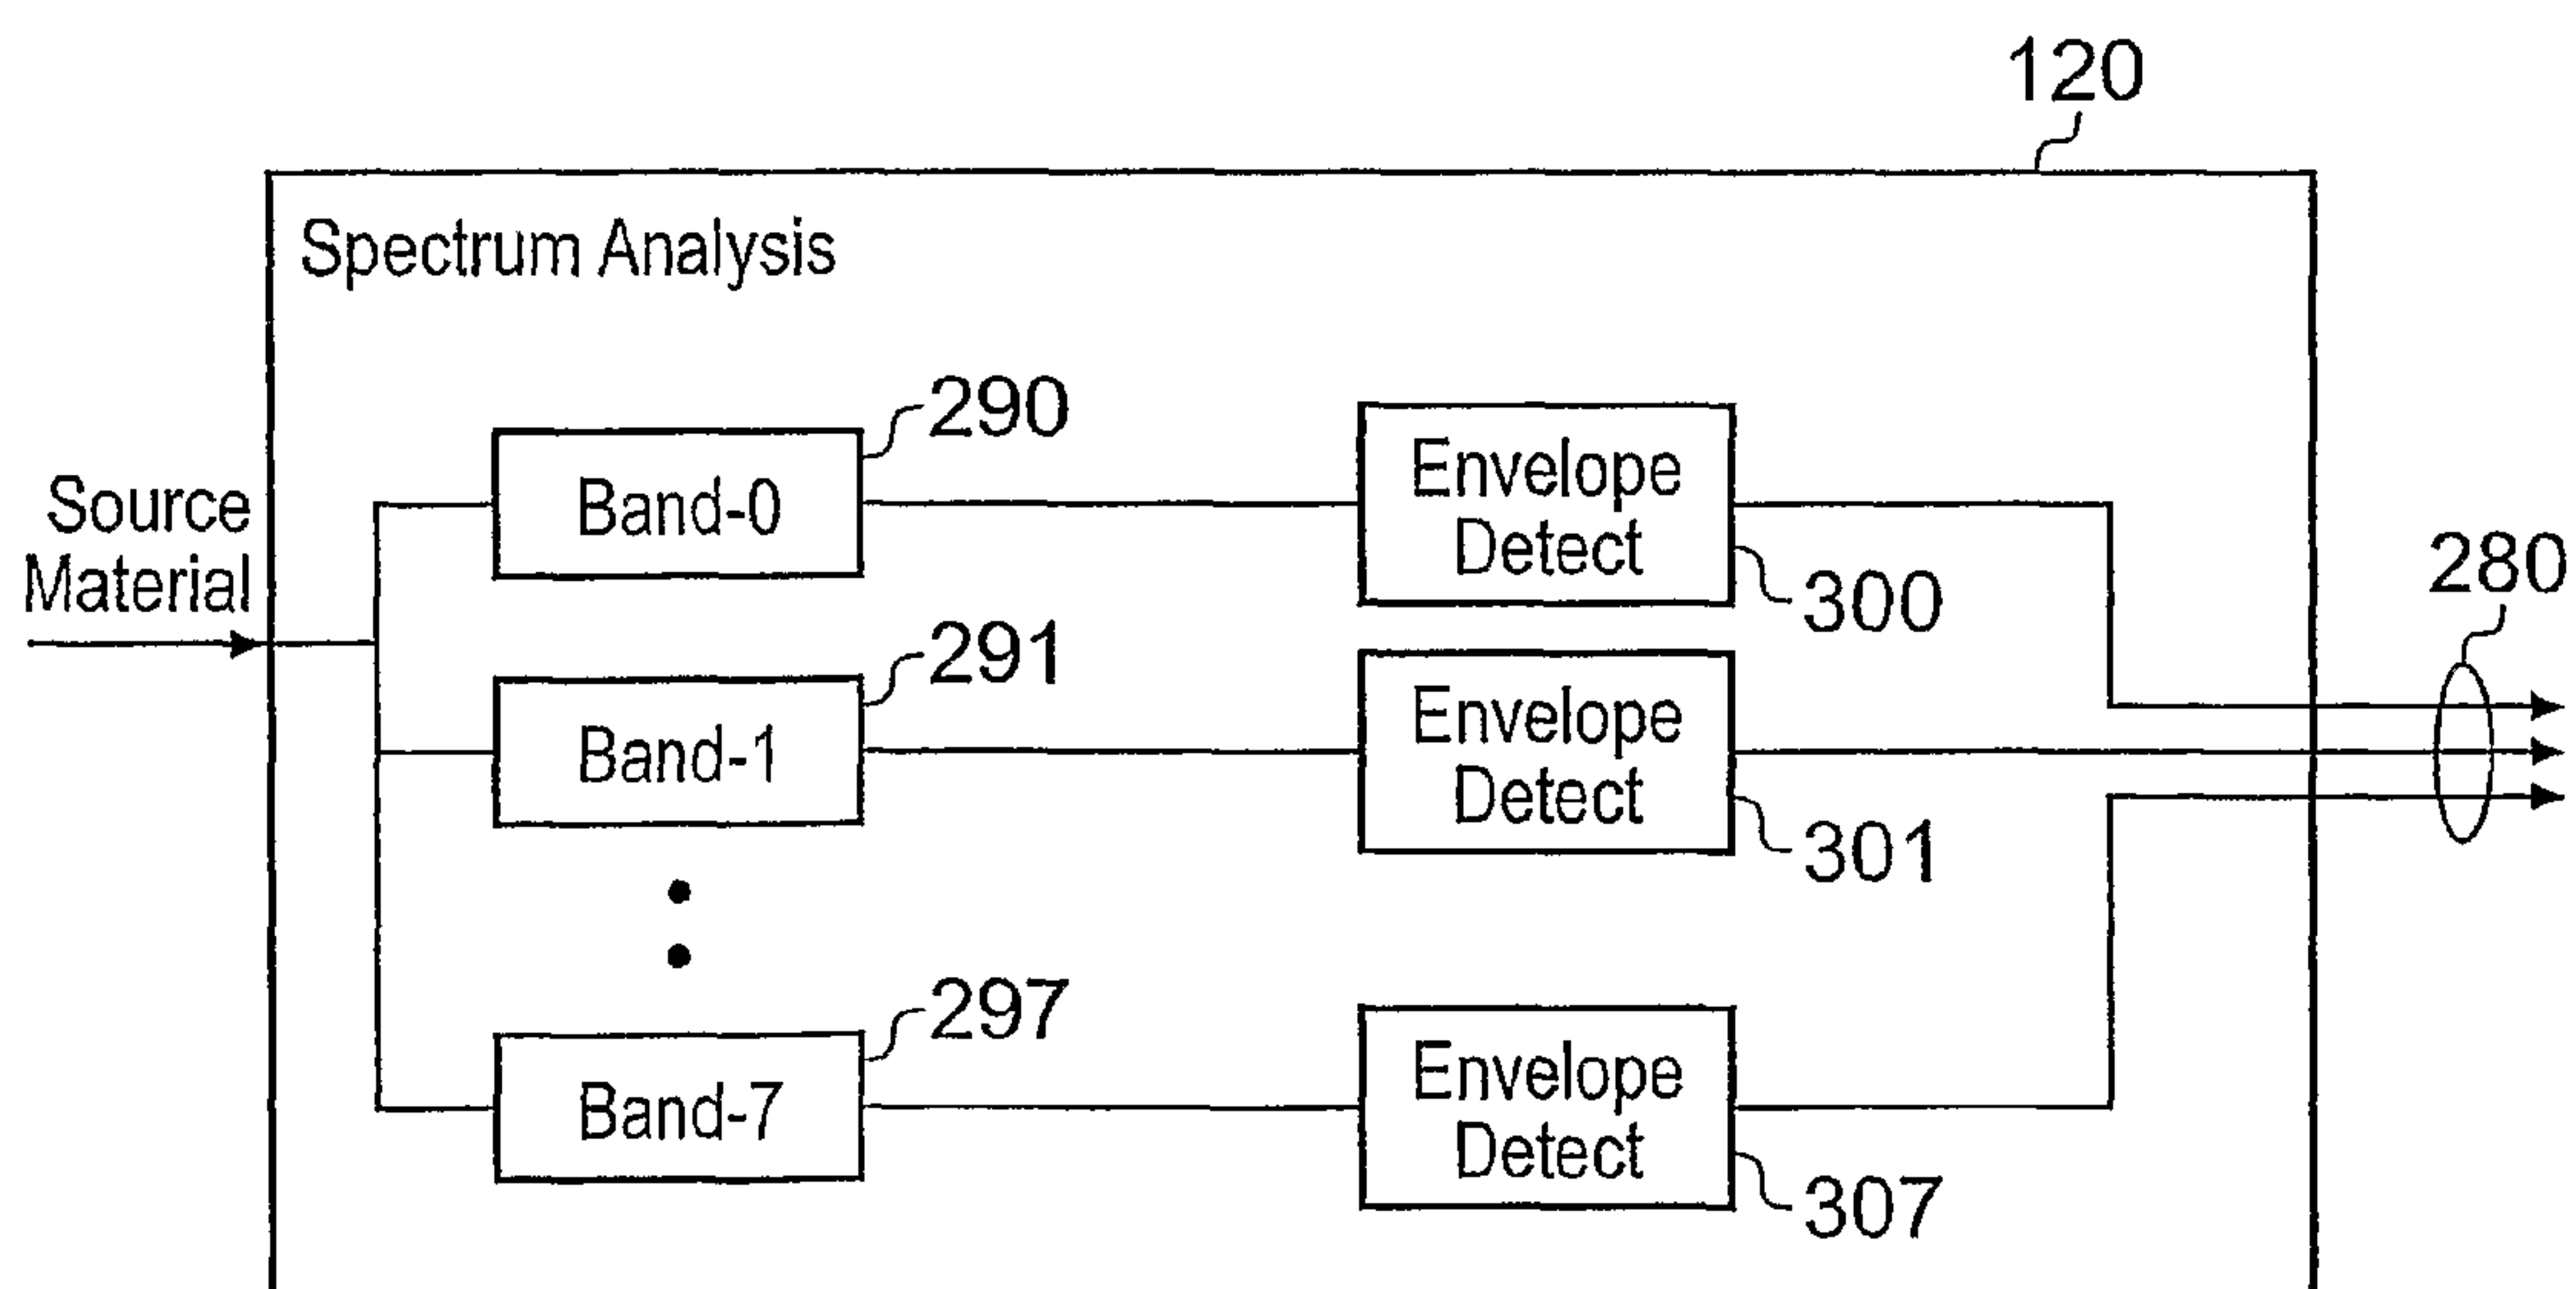 120
Spectrum Analysis
290
Band-0
Envelope
Detect
300
Source
Material
280
291
Band-1
Envelope
Detect
301
297
Band-7
Envelope
Detect
307